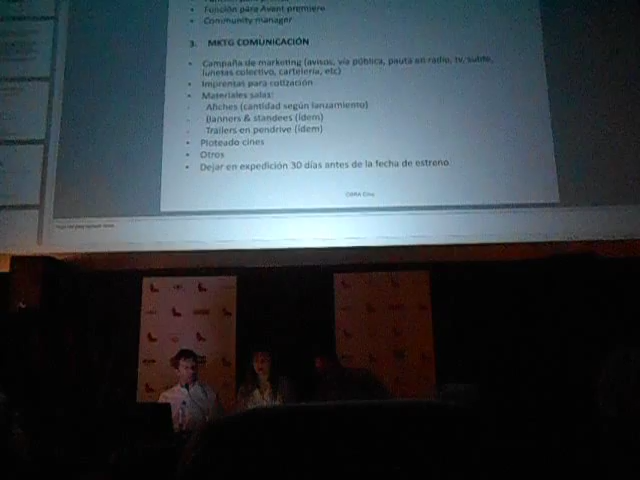 Función para Avant premiere
Community manager
3. MKTG COMUNICACIÓN
Campaña de marketing (avisos, vía pública, pauta en radio, tv, subte,
lunetas colectivo, cartelería, etc)
Imprentas para cotización
Materiales salas:
Afiches (cantidad según lanzamiento)
Banners & standees (ídem)
Trailers en pendrive (ídem)
Ploteado cines
Otros
Dejar en expedición 30 días antes de la fecha de estreno